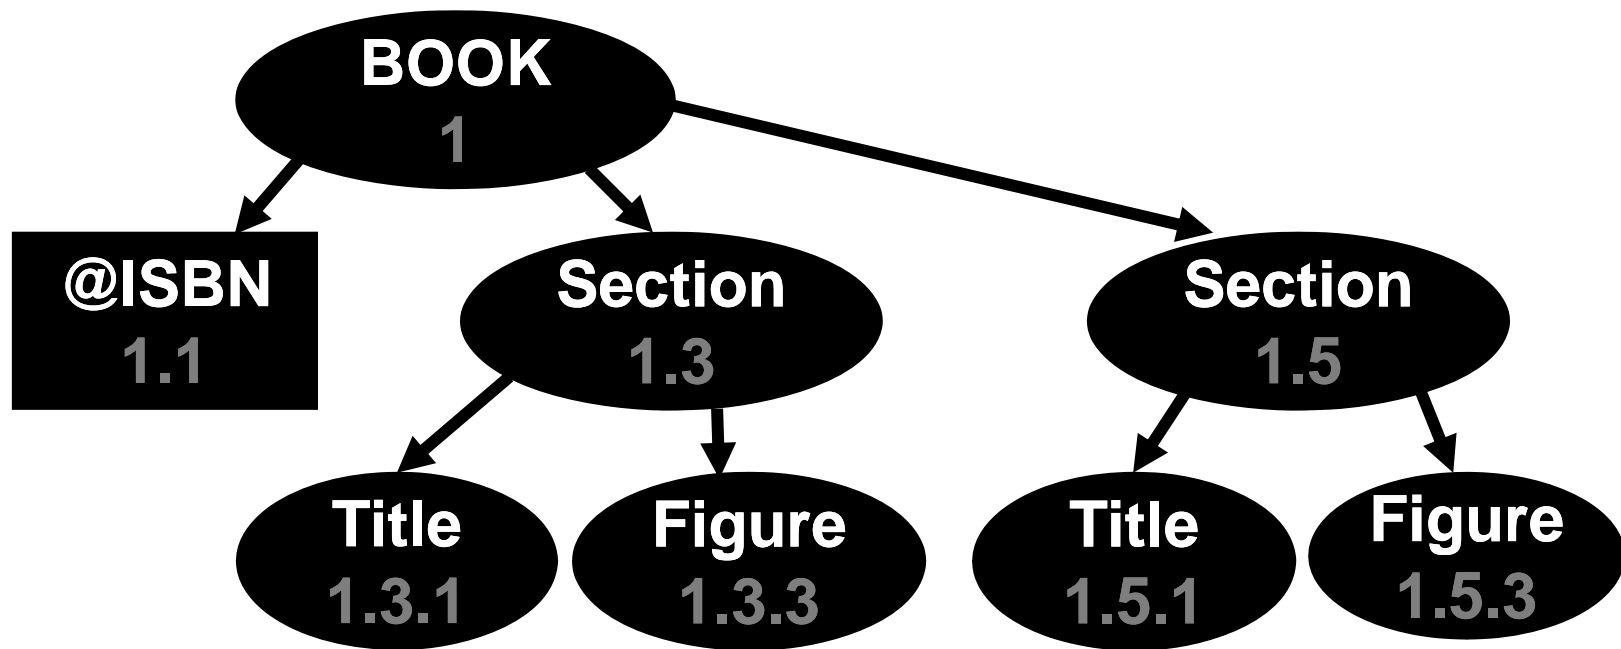 BOOK
1
@ISBN
1.1
Section
1.3
Section
1.5
Title
1.3.1
Figure
1.3.3
Title
1.5.1
Figure
1.5.3